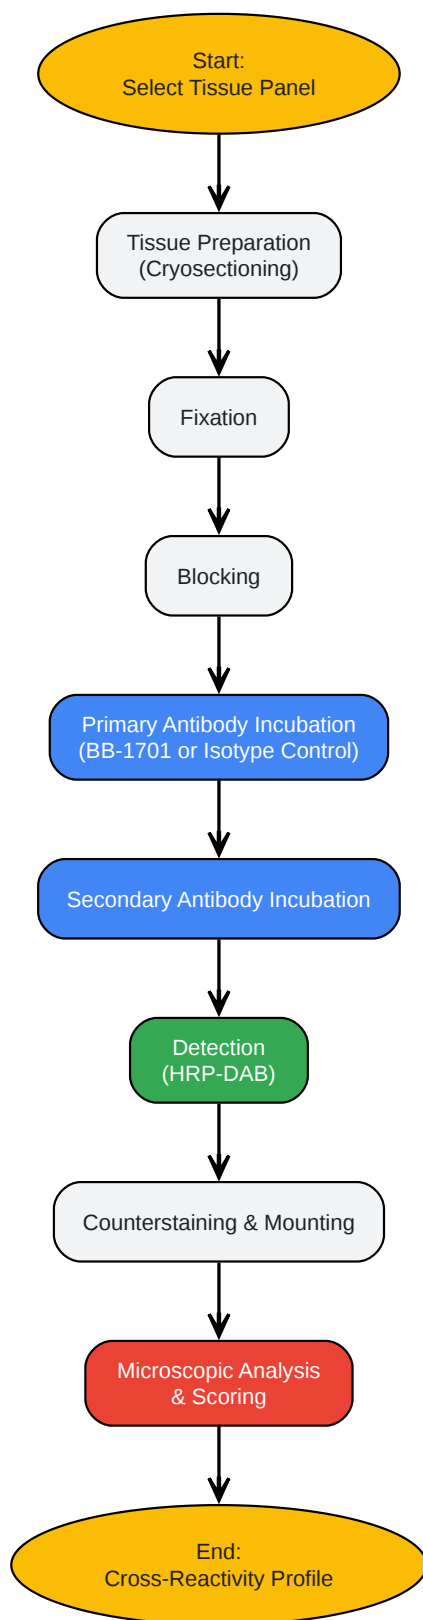 Start:
Select Tissue Panel
Tissue Preparation
(Cryosectioning)
Fixation
Blocking
Primary Antibody Incubation
(BB-1701 or Isotype Control)
Secondary Antibody Incubation
Detection
(HRP-DAB)
Counterstaining & Mounting
Microscopic Analysis
& Scoring
End:
Cross-Reactivity Profile